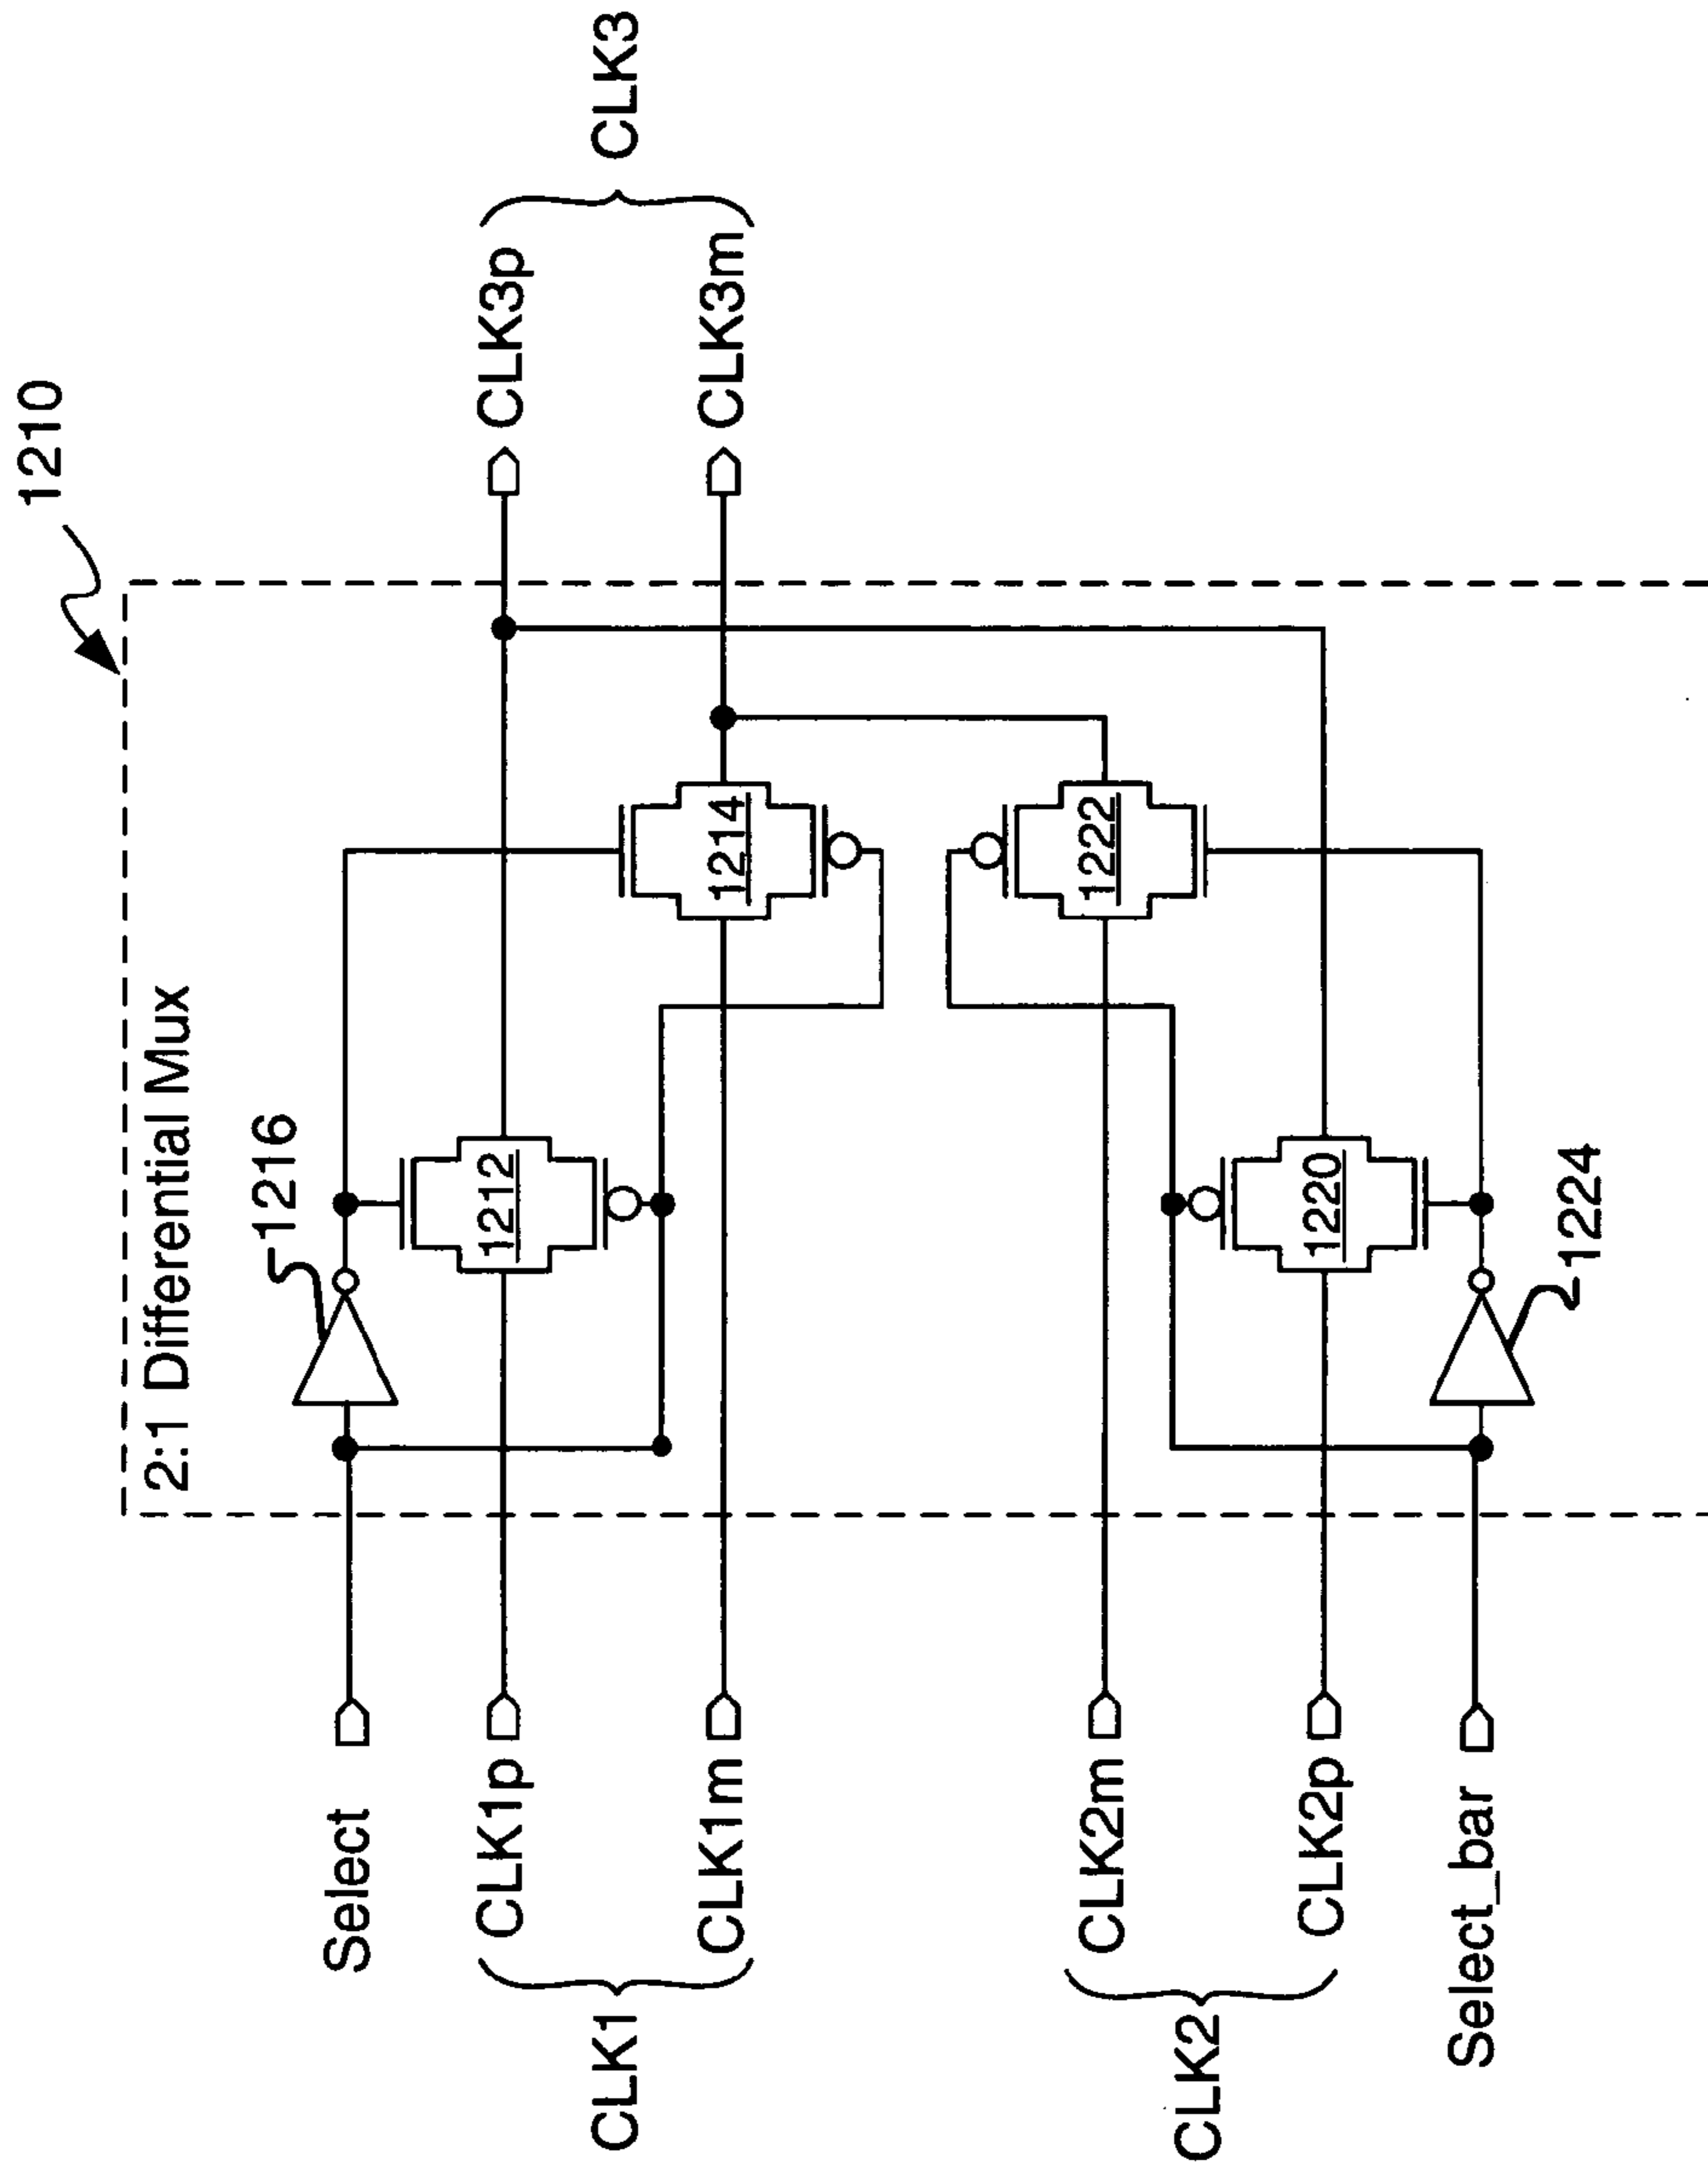 1210
2:1 Differential Mux
Select
1216
CLK1
CLK1p
1212
CLK3p
CLK3
CLK1m
1214
CLK3m
CLK2
CLK2m
1222
CLK2p
1220
Select_bar
1224